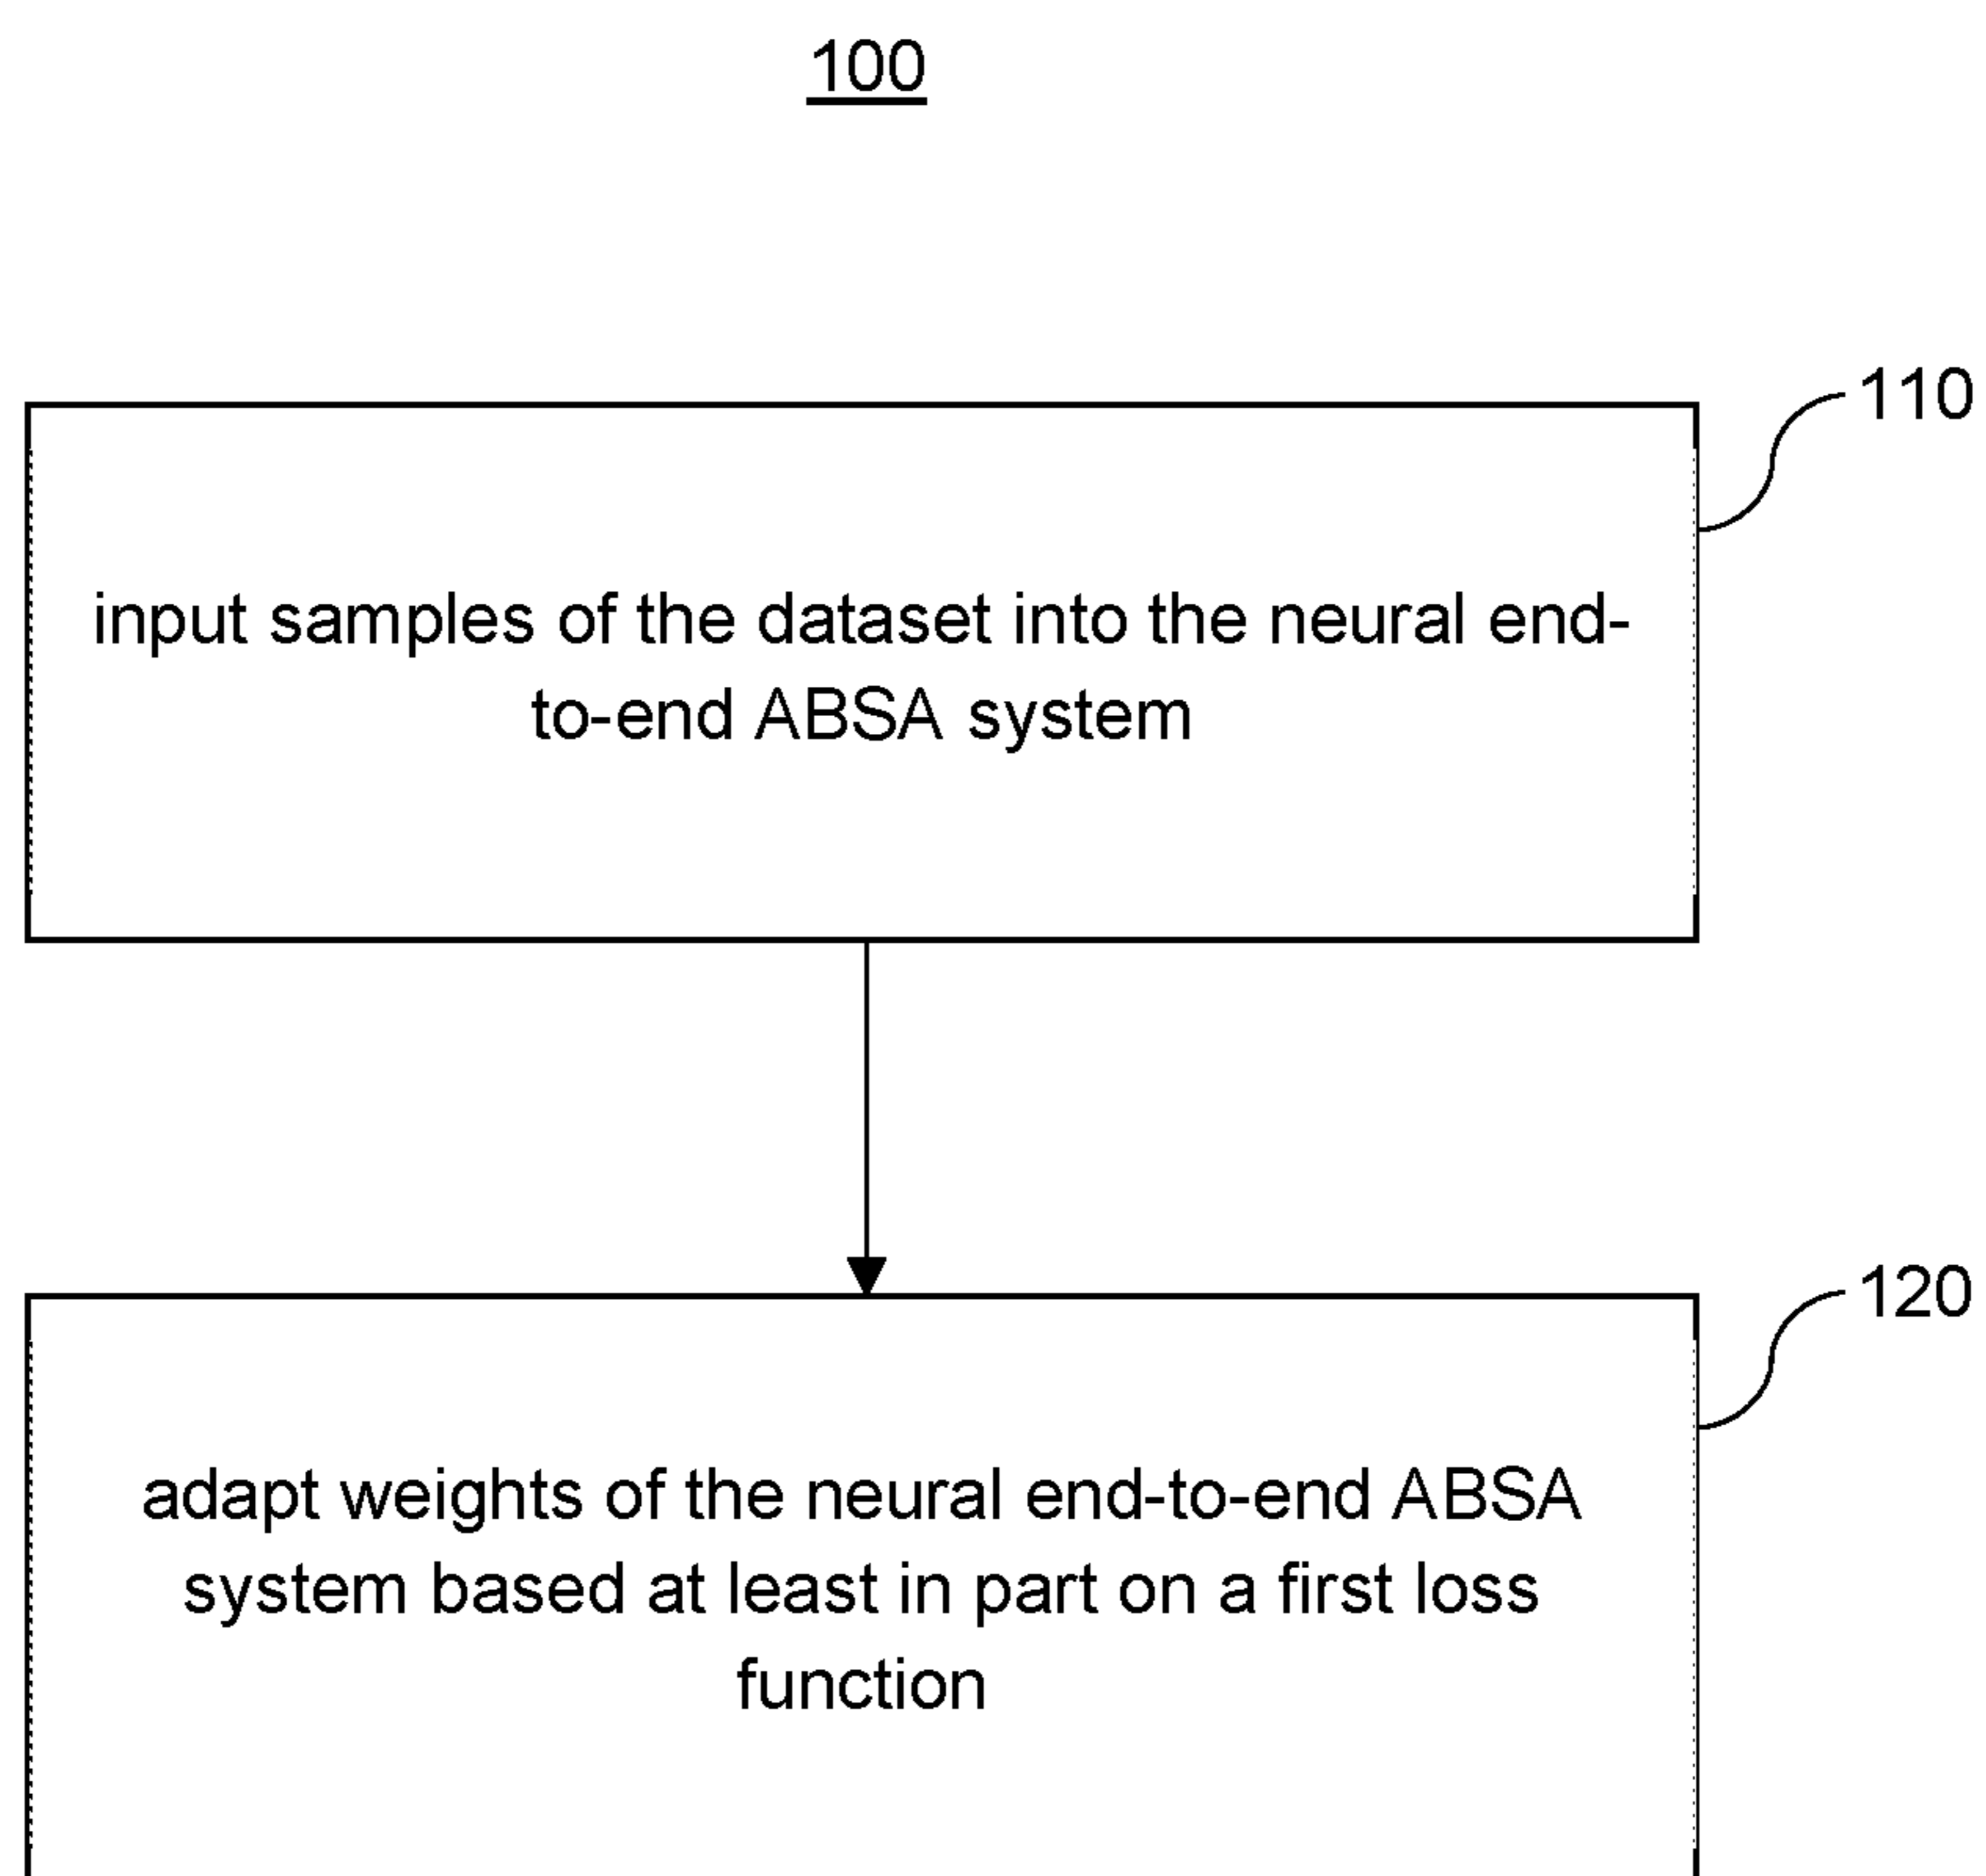 100
110
input samples of the dataset into the neural end-
to-end ABSA system
120
adapt weights of the neural end-to-end ABSA
system based at least in part on a first loss
function